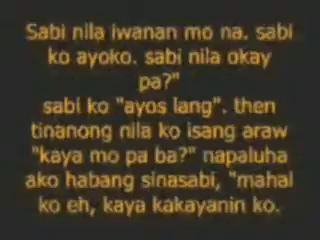 Sabi nila iwanan mo na. sabi
ko ayoko. sabi nila okay
pa?"
sabi ko "ayos lang". then
tinanong nila ko isang araw
"kaya mo pa ba?" napaluha
ako habang sinasabi, "mahal
ko eh, kaya kakayanin ko.